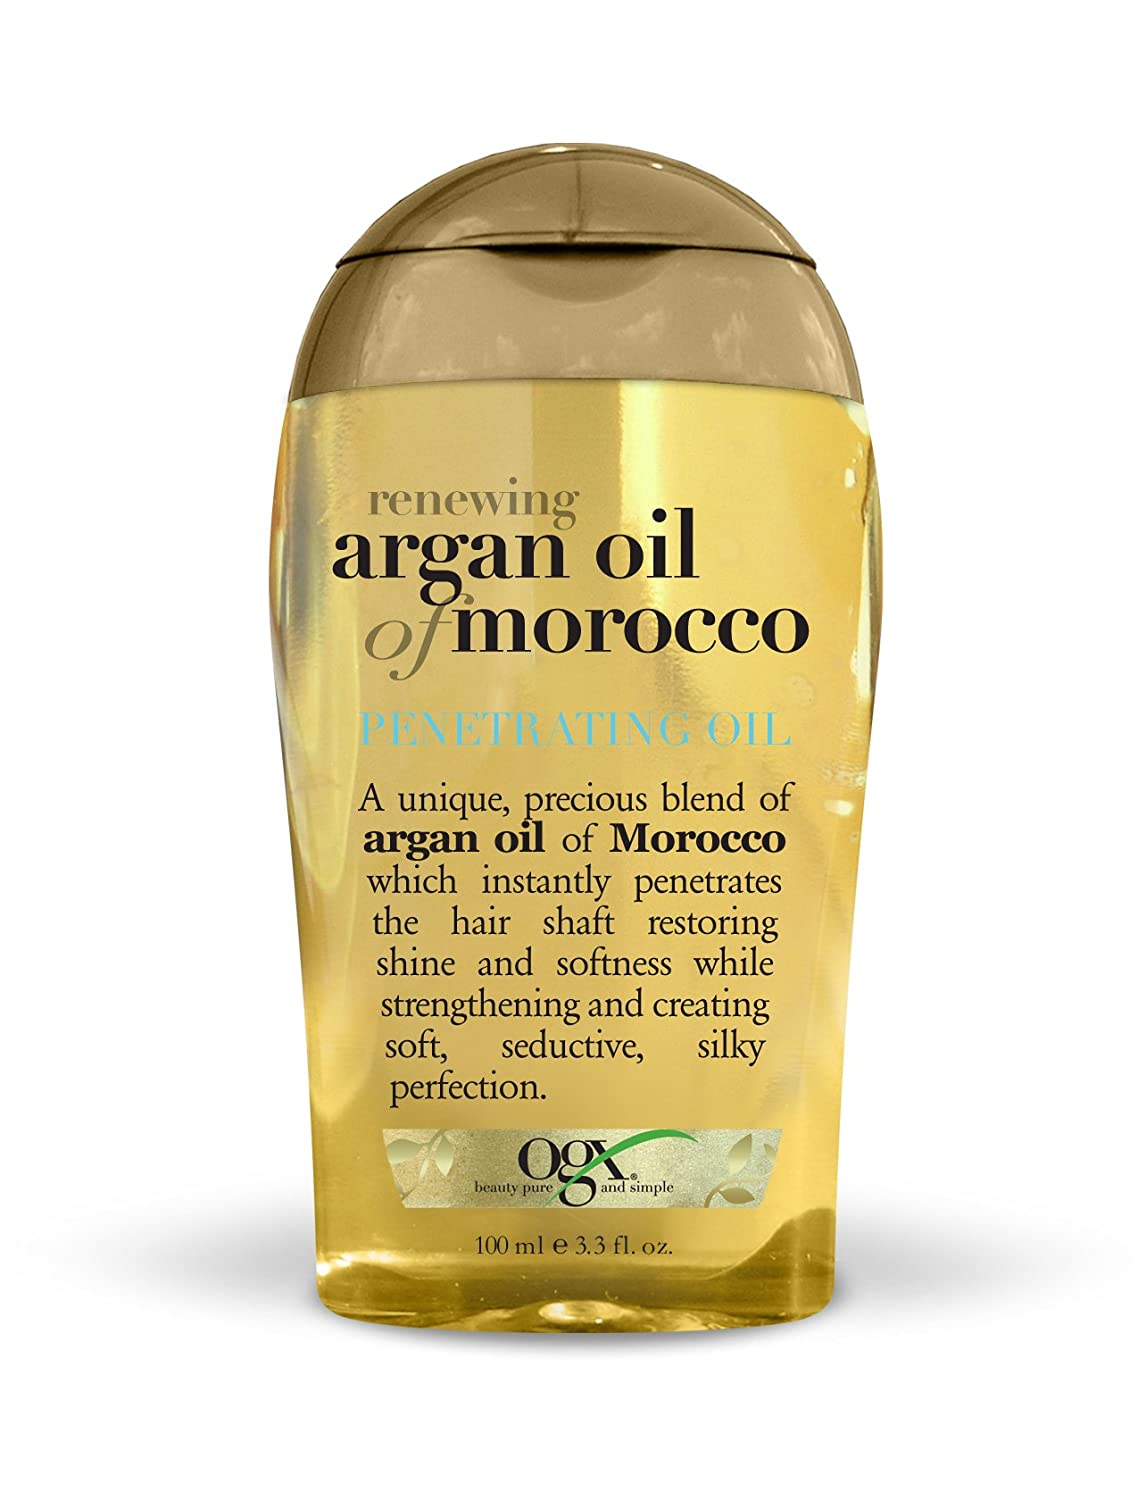 renewing
argan oil
of morocco
PENETRATING OIL
A unique, precious blend of
argan oil of Morocco
which instantly penetrates
the hair shaft restoring
shine and softness while
strengthening and creating
soft, seductive, silky
perfection.
ogx®
beauty pure and simple
100 ml ℮ 3.3 fl. oz.